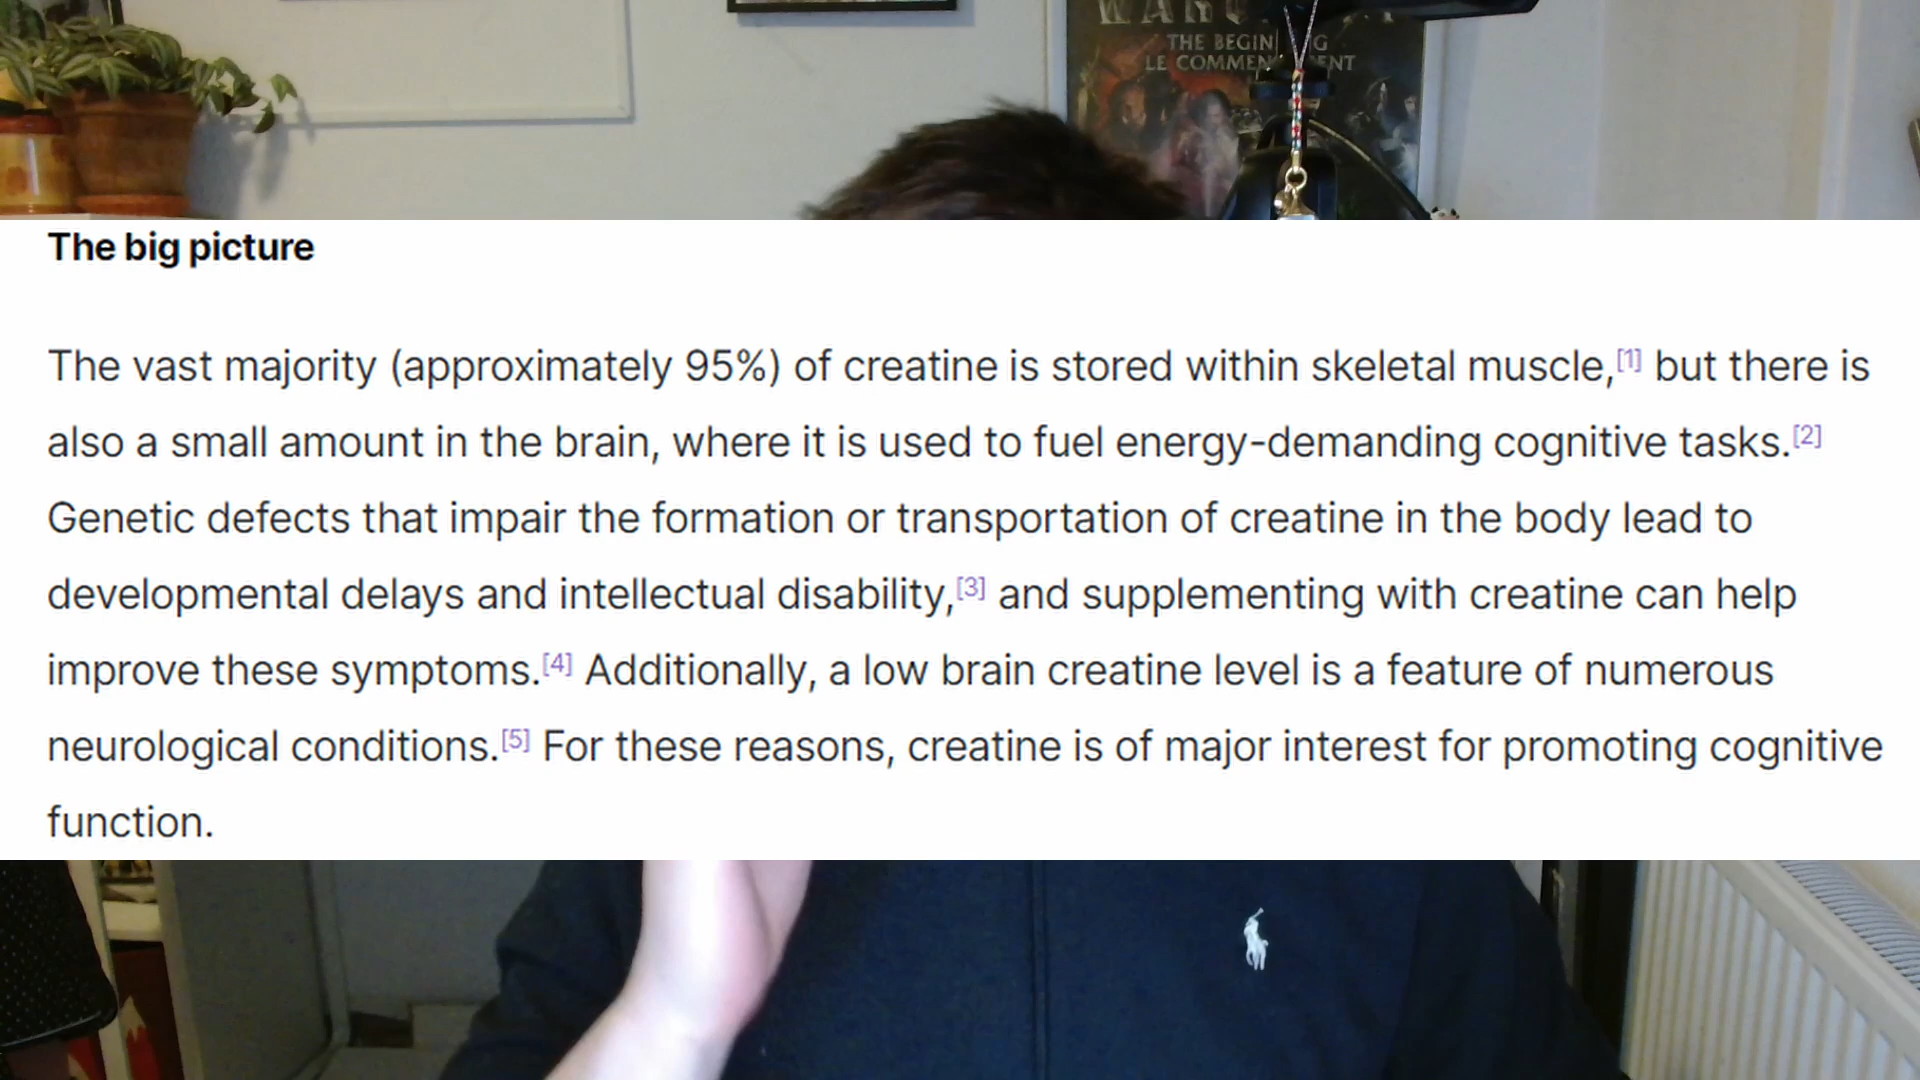 THE BEGIN
LE COMMEN
The big picture
The vast majority (approximately 95%) of creatine is stored within skeletal muscle,[1] but there is
also a small amount in the brain, where it is used to fuel energy-demanding cognitive tasks.[2]
Genetic defects that impair the formation or transportation of creatine in the body lead to
developmental delays and intellectual disability,[3] and supplementing with creatine can help
improve these symptoms.[4] Additionally, a low brain creatine level is a feature of numerous
neurological conditions.[5] For these reasons, creatine is of major interest for promoting cognitive
function.